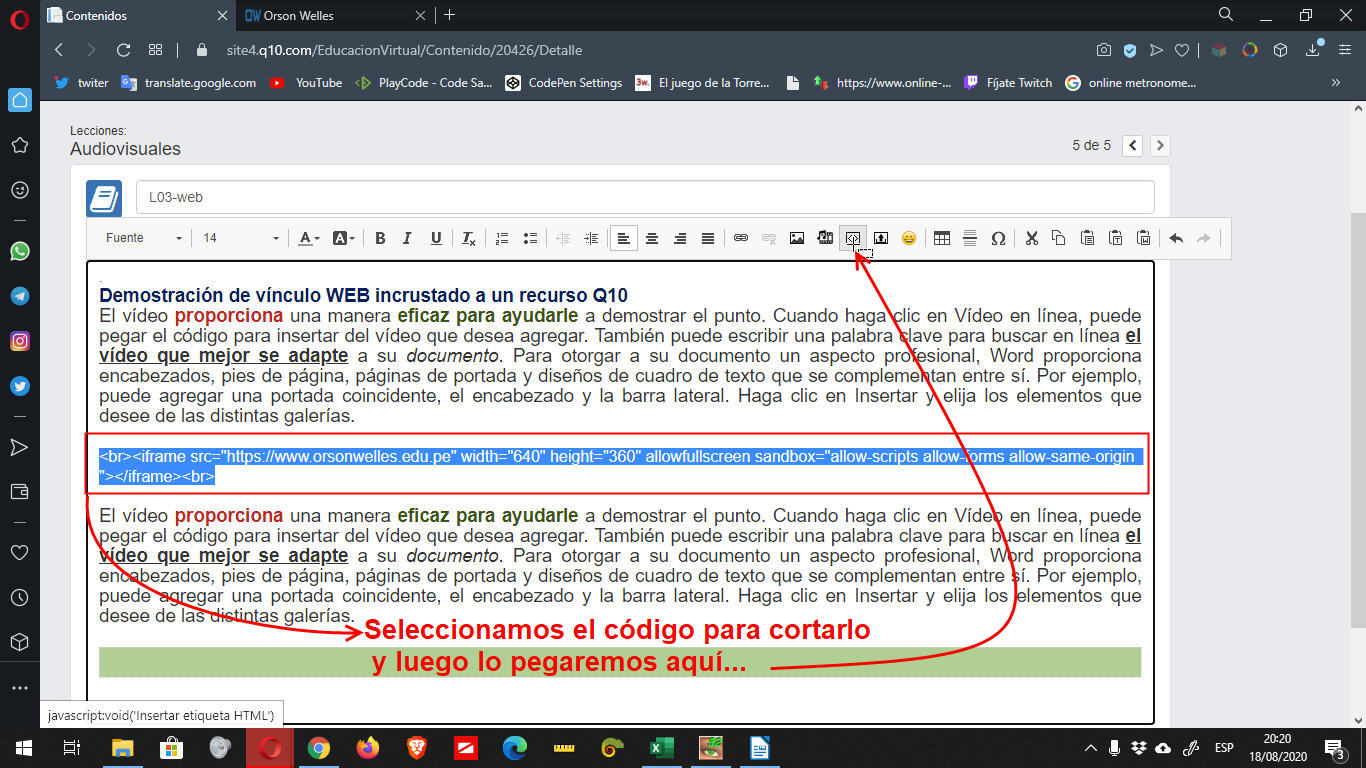 Contenidos
Orson Welles
site4.q10.com/EducacionVirtual/Contenido/20426/Detalle
twiter
translate.google.com
YouTube
PlayCode - Code Sa...
CodePen Settings
3w.
El juego de la Torre...
https://www.online-...
Fíjate Twitch
online metronome...
Lecciones:
Audiovisuales
5 de 5
L03-web
Fuente
14
Demostración de vínculo WEB incrustado a un recurso Q10
El vídeo proporciona una manera eficaz para ayudarle a demostrar el punto. Cuando haga clic en Vídeo en línea, puede
pegar el código para insertar del vídeo que desea agregar. También puede escribir una palabra clave para buscar en línea el
vídeo que mejor se adapte a su documento. Para otorgar a su documento un aspecto profesional, Word proporciona
encabezados, pies de página, páginas de portada y diseños de cuadro de texto que se complementan entre sí. Por ejemplo,
puede agregar una portada coincidente, el encabezado y la barra lateral. Haga clic en Insertar y elija los elementos que
desee de las distintas galerías.
<br><iframe src="https://www.orsonwelles.edu.pe" width="640" height="360" allowfullscreen sandbox="allow-scripts allow-forms allow-same-origin
"></iframe><br>
El vídeo proporciona una manera eficaz para ayudarle a demostrar el punto. Cuando haga clic en Vídeo en línea, puede
pegar el código para insertar del vídeo que desea agregar. También puede escribir una palabra clave para buscar en línea el
vídeo que mejor se adapte a su documento. Para otorgar a su documento un aspecto profesional, Word proporciona
encabezados, pies de página, páginas de portada y diseños de cuadro de texto que se complementan entre sí. Por ejemplo,
puede agregar una portada coincidente, el encabezado y la barra lateral. Haga clic en Insertar y elija los elementos que
desee de las distintas galerías.
Seleccionamos el código para cortarlo
y luego lo pegaremos aquí...
javascript:void('Insertar etiqueta HTML')
ESP
20:20
18/08/2020
3